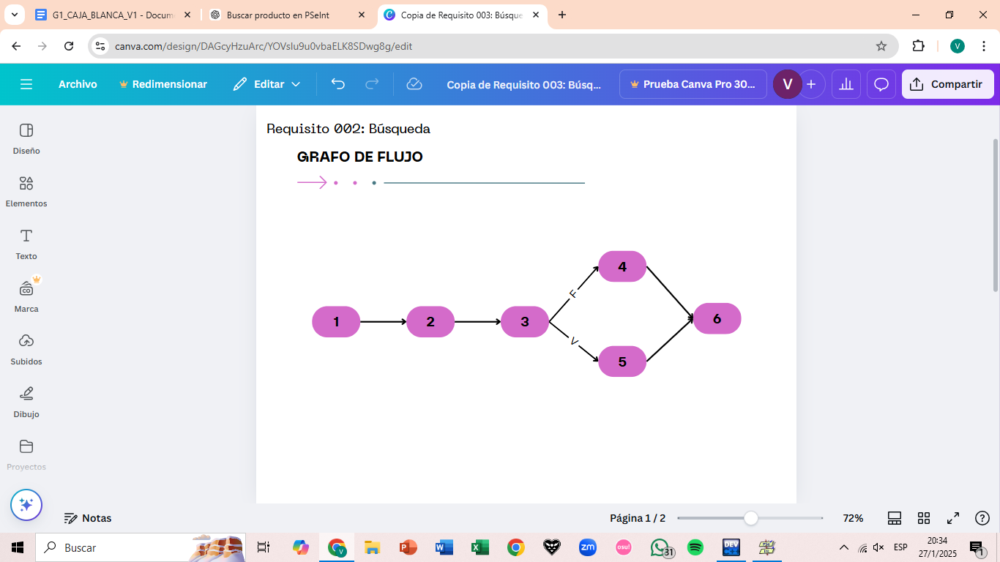 G1_CAJA_BLANCA_V1 - Docum
Buscar producto en PSeInt
Copia de Requisito 003: Búsque
canva.com/design/DAGcyHzuArc/YOVslu9u0vbaELK8SDwg8g/edit
V
Archivo
Redimensionar
Editar
Copia de Requisito 003: Búsq...
Prueba Canva Pro 30...
V
Compartir
Diseño
Elementos
Texto
Marca
Subidos
Dibujo
Proyectos
Requisito 002: Búsqueda
GRAFO DE FLUJO
4
F
1
2
3
6
V
5
Notas
Página 1 / 2
72%
Buscar
zm
osu!
31
DEV
ESP
20:34
27/1/2025
1